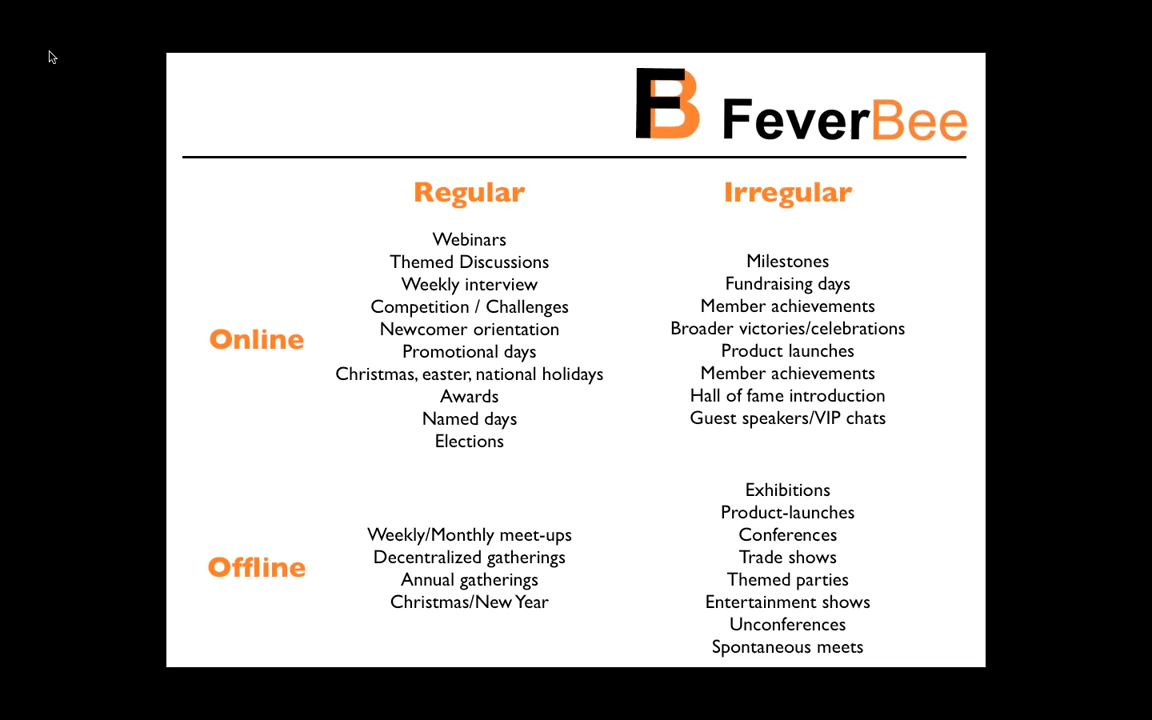 FB FeverBee
Regular
Irregular
Online
Webinars
Themed Discussions
Weekly interview
Competition / Challenges
Newcomer orientation
Promotional days
Christmas, easter, national holidays
Awards
Named days
Elections
Milestones
Fundraising days
Member achievements
Broader victories/celebrations
Product launches
Member achievements
Hall of fame introduction
Guest speakers/VIP chats
Offline
Weekly/Monthly meet-ups
Decentralized gatherings
Annual gatherings
Christmas/New Year
Exhibitions
Product-launches
Conferences
Trade shows
Themed parties
Entertainment shows
Unconferences
Spontaneous meets